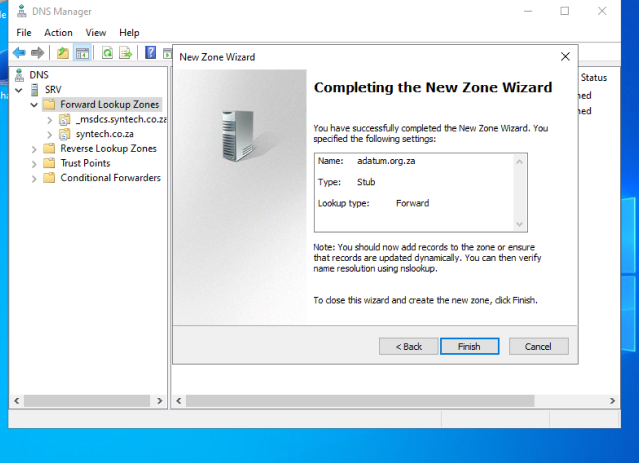 DNS Manager
File Action View Help
DNS
SRV
Forward Lookup Zones
_msdcs.syntech.co.za
syntech.co.za
Reverse Lookup Zones
Trust Points
Conditional Forwarders
Status
New Zone Wizard
Completing the New Zone Wizard
You have successfully completed the New Zone Wizard. You
specified the following settings:
Name: adatum.org.za
Type: Stub
Lookup type: Forward
Note: You should now add records to the zone or ensure
that records are updated dynamically. You can then verify
name resolution using nslookup.
To close this wizard and create the new zone, click Finish.
< Back Finish Cancel